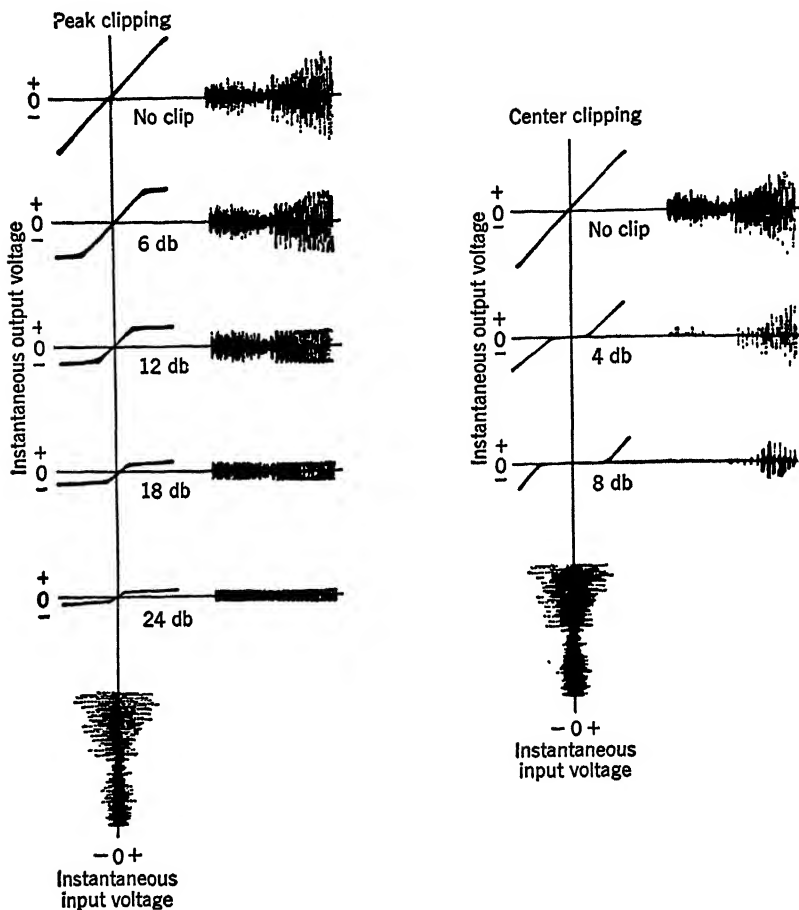 Peak clipping
+
0
−
No clip
+
0
−
6 db
+
0
−
12 db
+
0
−
18 db
+
0
−
24 db
Instantaneous output voltage
− 0 +
Instantaneous
input voltage
Center clipping
+
0
−
No clip
+
0
−
4 db
+
0
−
8 db
Instantaneous output voltage
− 0 +
Instantaneous
input voltage